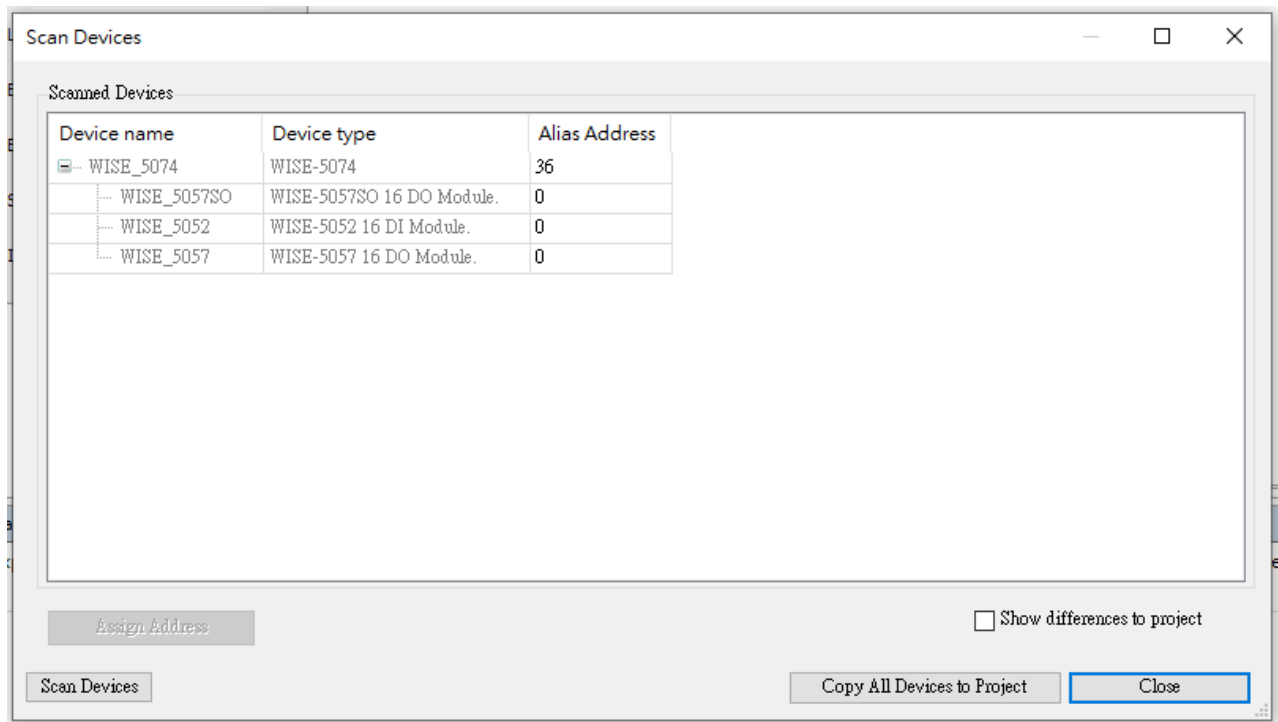 Scan Devices
Scanned Devices
Device name Device type Alias Address
WISE_5074 WISE-5074 36
WISE_5057SO WISE-5057SO 16 DO Module. 0
WISE_5052 WISE-5052 16 DI Module. 0
WISE_5057 WISE-5057 16 DO Module. 0
Assign Address
Show differences to project
Scan Devices
Copy All Devices to Project
Close